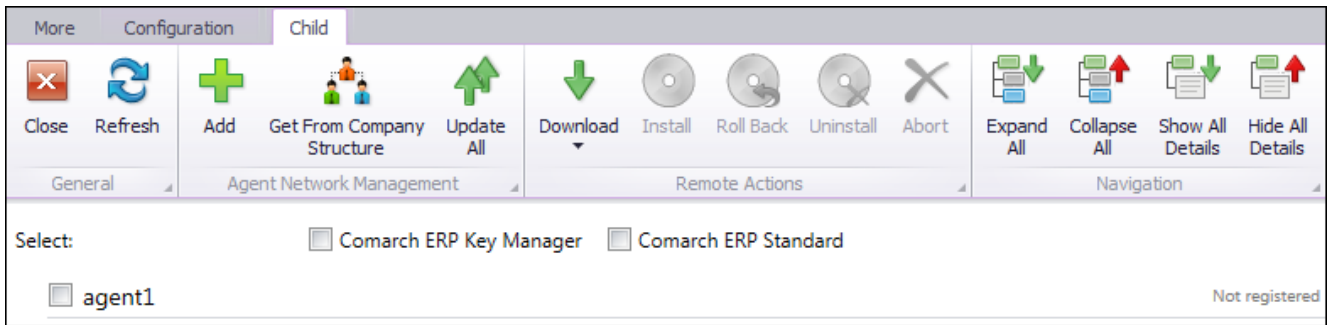 More Configuration Child
Close Refresh Add Get From Company Update Download Install Roll Back Uninstall Abort Expand Collapse Show All Hide All
Structure All All All Details Details
General Agent Network Management Remote Actions Navigation
Select: Comarch ERP Key Manager Comarch ERP Standard
agent1 Not registered